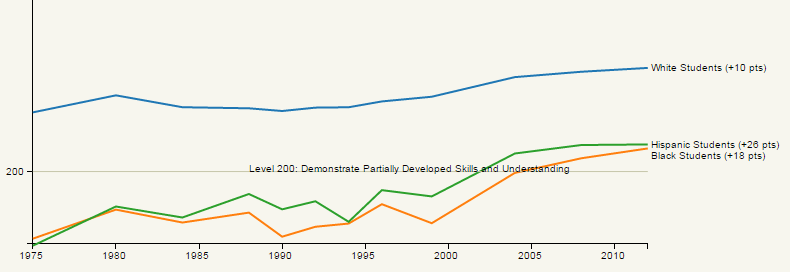 White Students (+10 pts)
Hispanic Students (+26 pts)
Black Students (+18 pts)
200
Level 200: Demonstrate Partially Developed Skills and Understanding
1975 1980 1985 1990 1995 2000 2005 2010